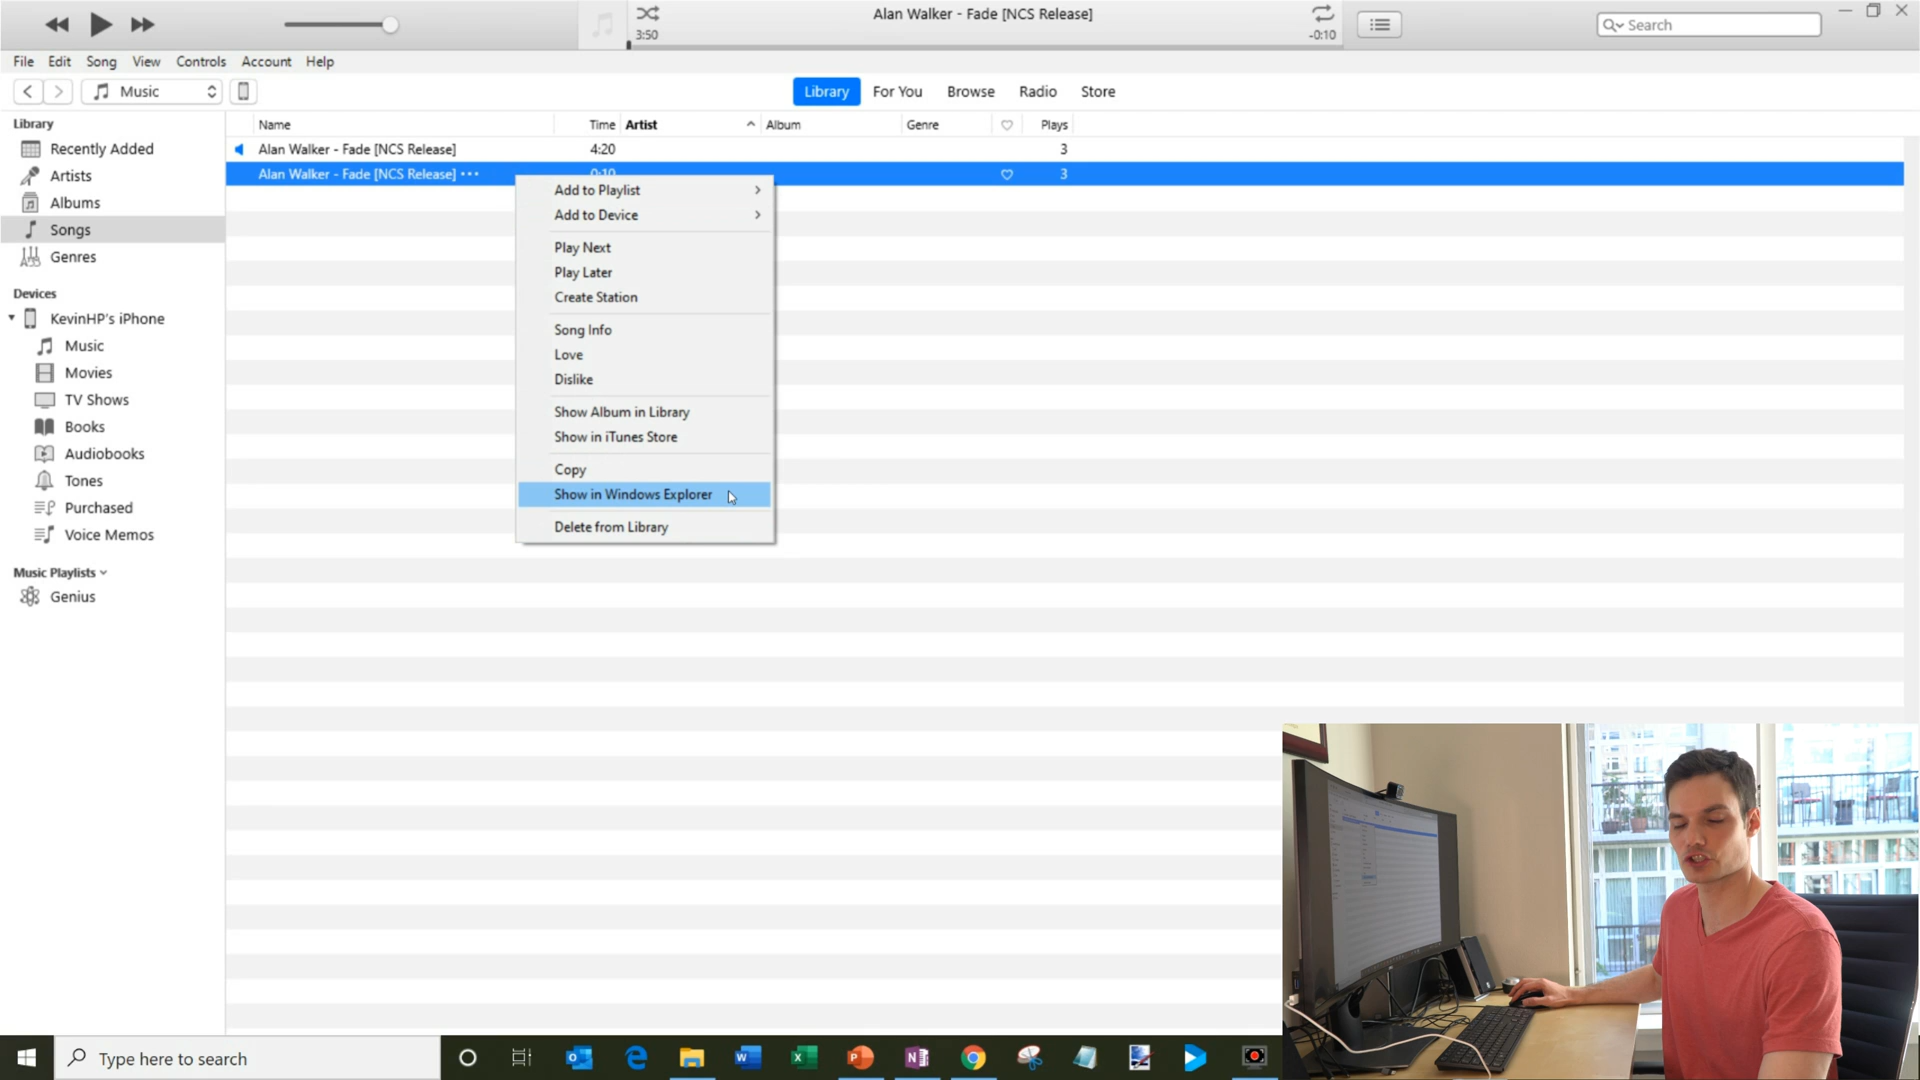 Alan Walker - Fade [NCS Release]
3:50
-0:10
Search
File Edit Song View Controls Account Help
Music
Library For You Browse Radio Store
Library
Recently Added
Artists
Albums
Songs
Genres
Devices
KevinHP's iPhone
Music
Movies
TV Shows
Books
Audiobooks
Tones
Purchased
Voice Memos
Music Playlists
Genius
Name Time Artist Album Genre Plays
Alan Walker - Fade [NCS Release] 4:20 3
Alan Walker - Fade [NCS Release] ••• 0:10 3
Add to Playlist
Add to Device
Play Next
Play Later
Create Station
Song Info
Love
Dislike
Show Album in Library
Show in iTunes Store
Copy
Show in Windows Explorer
Delete from Library
Type here to search